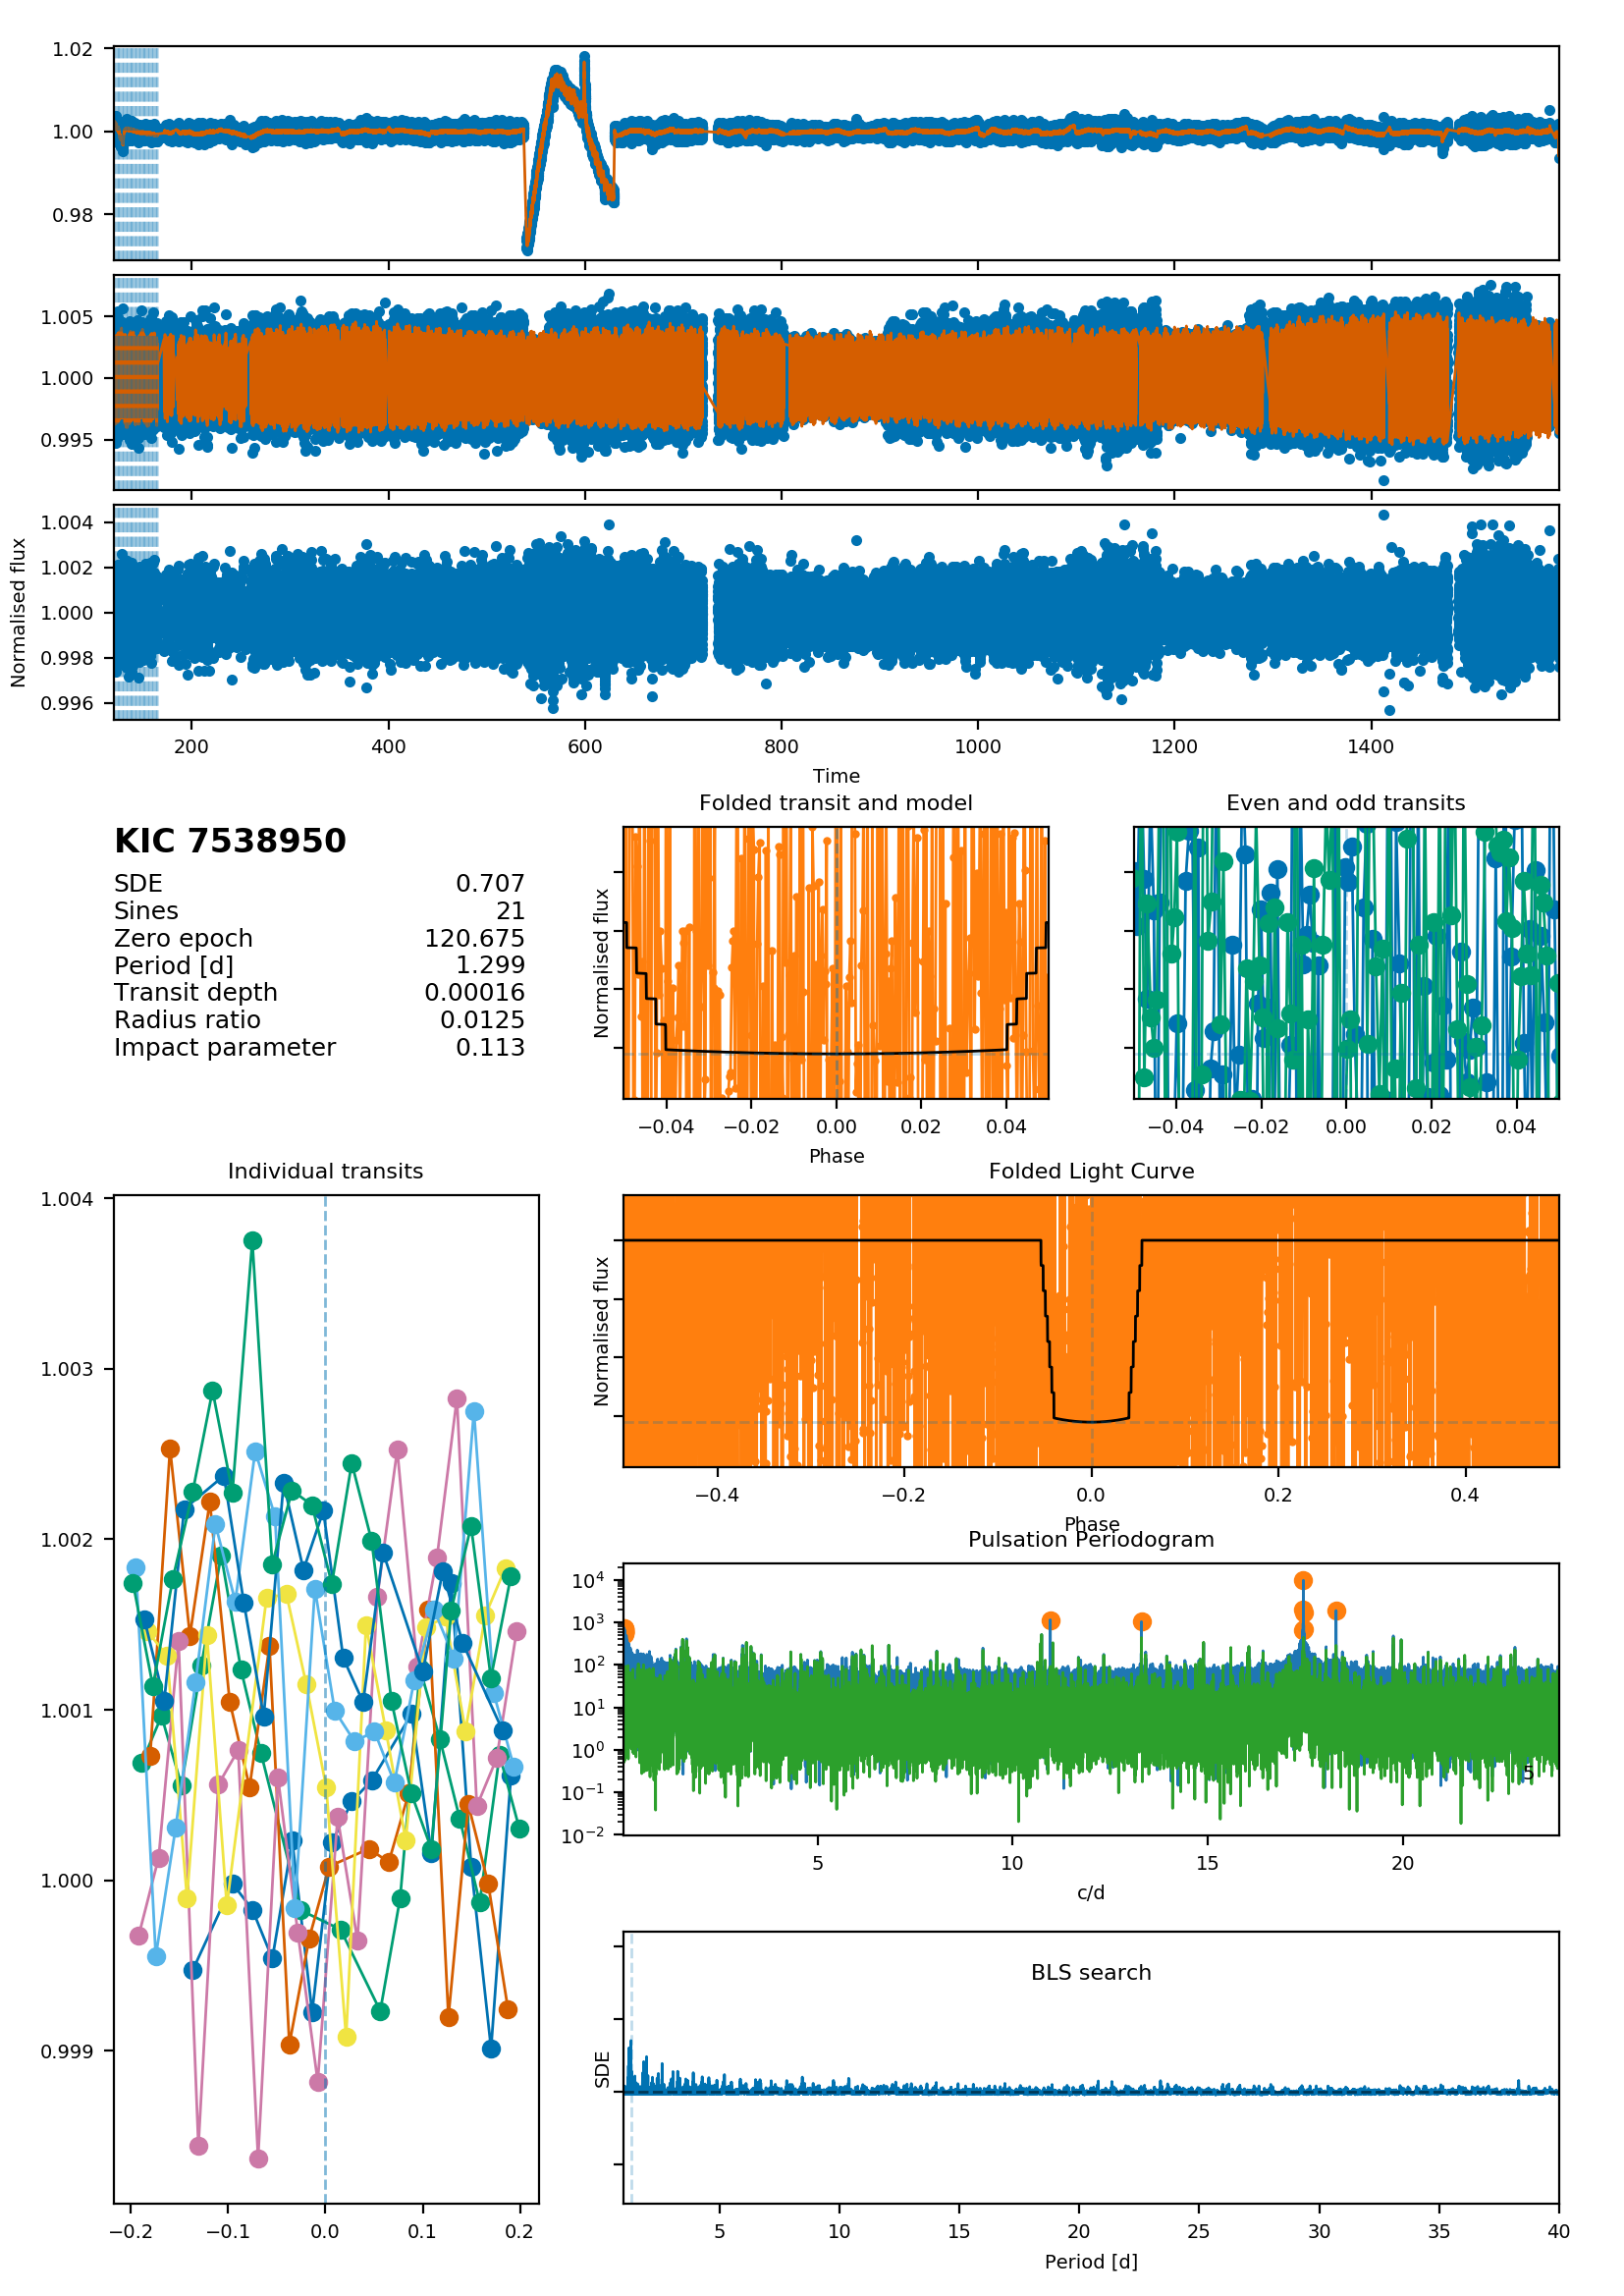 1.02
1.00
0.98
1.005
1.000
0.995
1.004
1.002
1.000
0.998
0.996
Normalised flux
200 400 600 800 1000 1200 1400
Time
KIC 7538950
SDE 0.707
Sines 21
Zero epoch 120.675
Period [d] 1.299
Transit depth 0.00016
Radius ratio 0.0125
Impact parameter 0.113
Folded transit and model
Normalised flux
−0.04 −0.02 0.00 0.02 0.04
Phase
Even and odd transits
−0.04 −0.02 0.00 0.02 0.04
Individual transits
1.004
1.003
1.002
1.001
1.000
0.999
−0.2 −0.1 0.0 0.1 0.2
Folded Light Curve
Normalised flux
−0.4 −0.2 0.0 0.2 0.4
Phase
Pulsation Periodogram
10⁴
10³
10²
10¹
10⁰
10⁻¹
10⁻²
5
5 10 15 20
c/d
BLS search
SDE
5 10 15 20 25 30 35 40
Period [d]